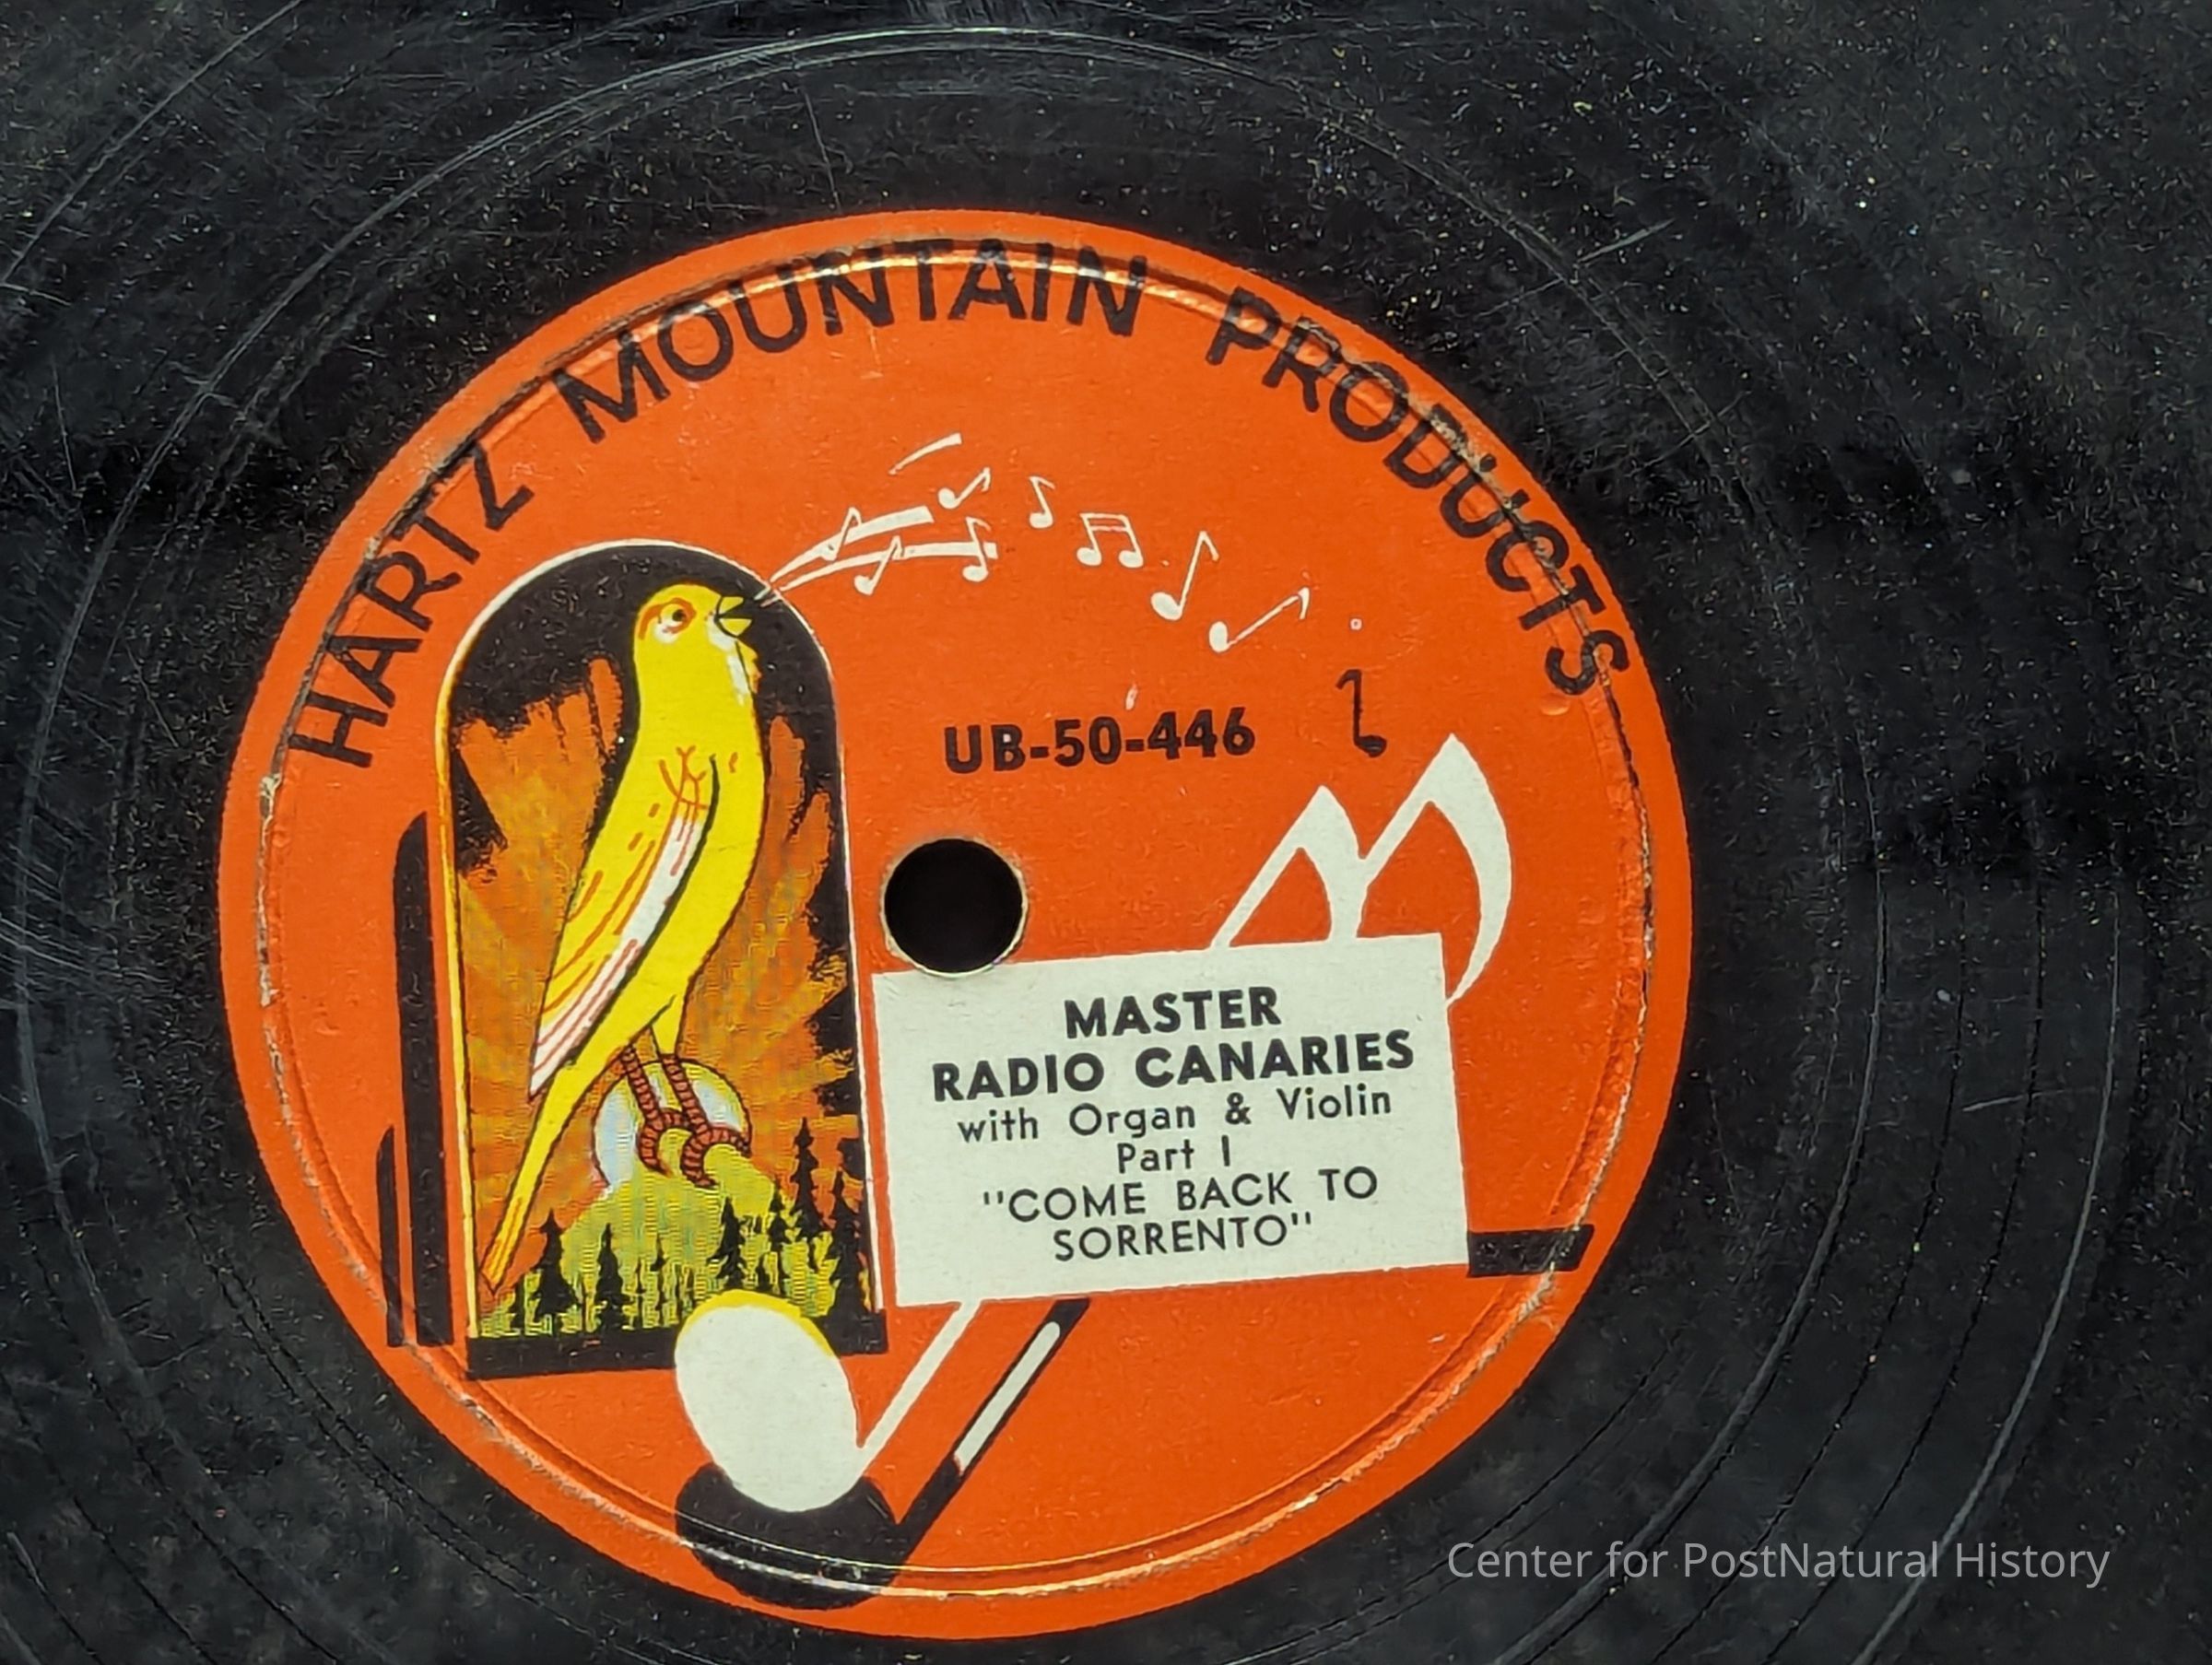 HARTZ MOUNTAIN PRODUCTS
UB-50-446
MASTER
RADIO CANARIES
with Organ & Violin
Part I
"COME BACK TO
SORRENTO"
Center for PostNatural History